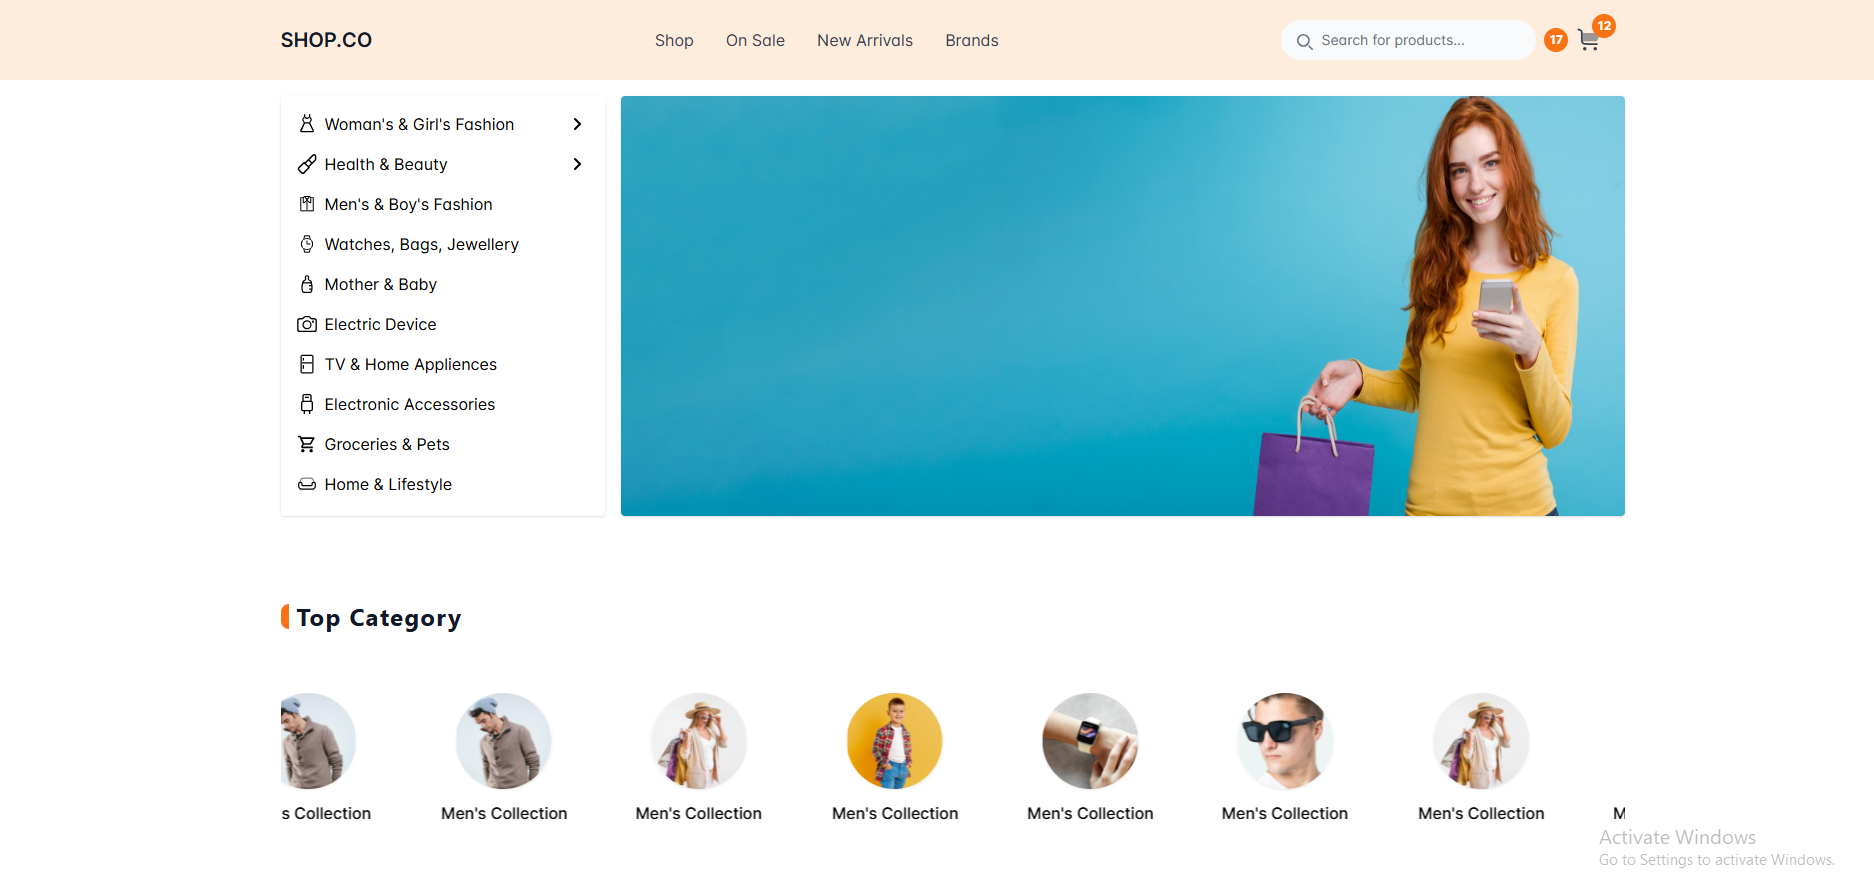 SHOP.CO
Shop
On Sale
New Arrivals
Brands
Search for products...
17
12
Woman's & Girl's Fashion
Health & Beauty
Men's & Boy's Fashion
Watches, Bags, Jewellery
Mother & Baby
Electric Device
TV & Home Appliences
Electronic Accessories
Groceries & Pets
Home & Lifestyle
Top Category
s Collection
Men's Collection
Men's Collection
Men's Collection
Men's Collection
Men's Collection
Men's Collection
M
Activate Windows
Go to Settings to activate Windows.